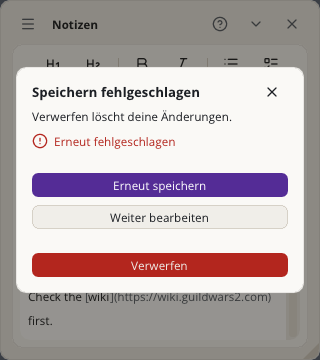 Notizen
H1 H2 B I
Speichern fehlgeschlagen
Verwerfen löscht deine Änderungen.
Erneut fehlgeschlagen
Erneut speichern
Weiter bearbeiten
Verwerfen
Check the [wiki](https://wiki.guildwars2.com)
first.